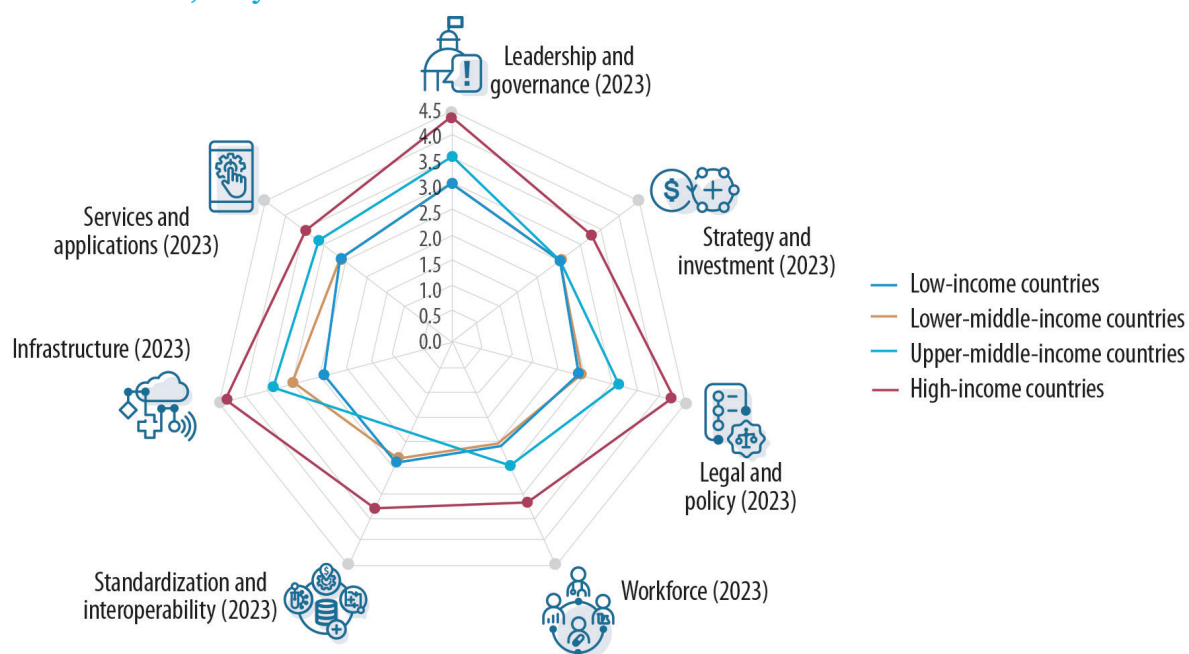 Leadership and
governance (2023)
4.5
4.0
3.5
3.0
2.5
2.0
1.5
1.0
0.5
0.0
Strategy and
investment (2023)
Legal and
policy (2023)
Workforce (2023)
Standardization and
interoperability (2023)
Infrastructure (2023)
Services and
applications (2023)
Low-income countries
Lower-middle-income countries
Upper-middle-income countries
High-income countries